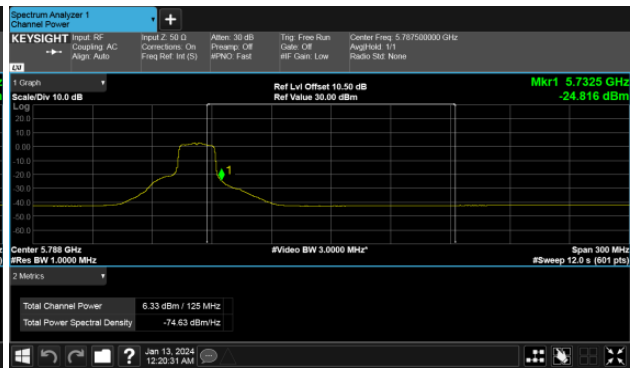 Spectrum Analyzer 1
Channel Power
KEYSIGHT Input: RF Input Z: 50 Ω Atten: 30 dB Trig: Free Run Center Freq: 5.787500000 GHz
Coupling: AC Corrections: On Preamp: Off Gate: Off Avg|Hold: 1/1
Align: Auto Freq Ref: Int (S) #PNO: Fast #IF Gain: Low Radio Std: None
LXI
1 Graph Ref Lvl Offset 10.50 dB Mkr1 5.7325 GHz
Scale/Div 10.0 dB Ref Value 30.00 dBm -24.816 dBm
Log
20.0
10.0
0.00
-10.0
1
-20.0
-30.0
-40.0
-50.0
-60.0
Center 5.788 GHz #Video BW 3.0000 MHz* Span 300 MHz
#Res BW 1.0000 MHz #Sweep 12.0 s (601 pts)
2 Metrics
Total Channel Power 6.33 dBm / 125 MHz
Total Power Spectral Density -74.63 dBm/Hz
Jan 13, 2024
12:20:31 AM